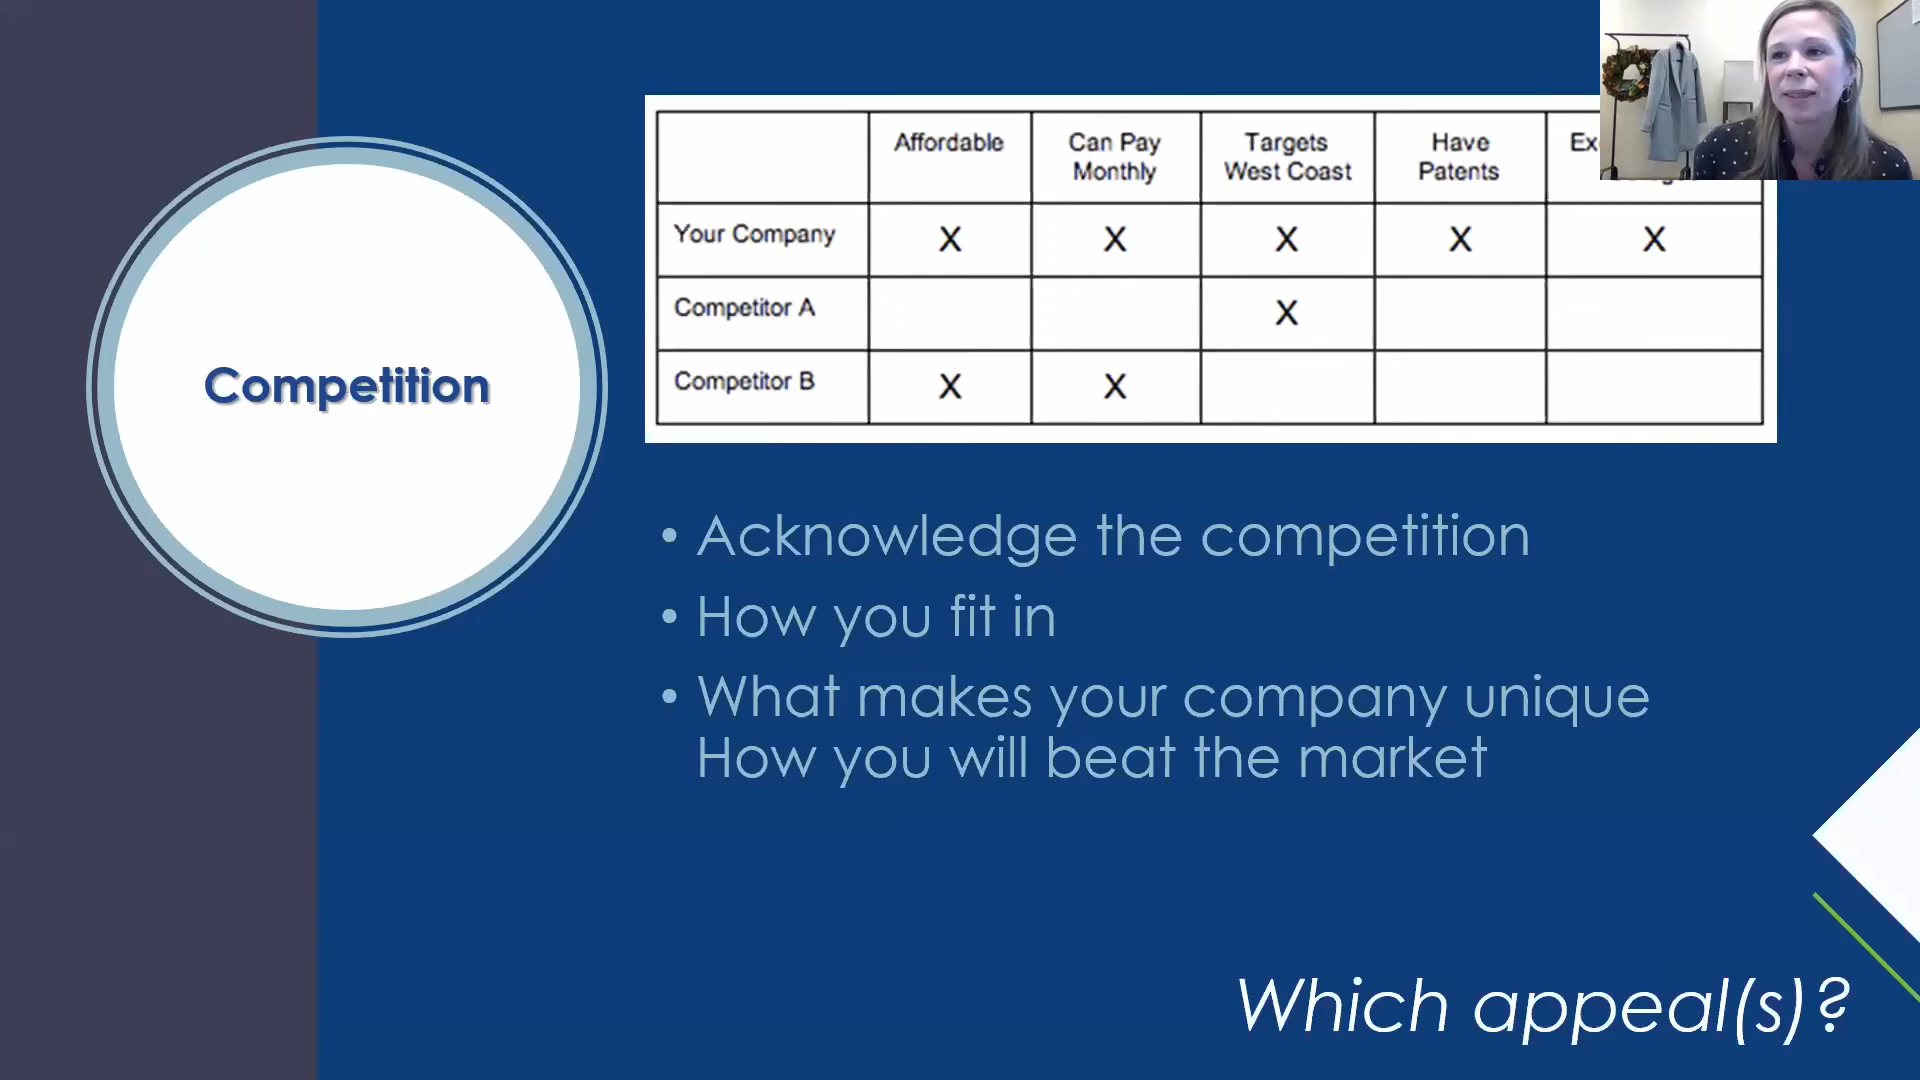 Competition
Affordable
Can Pay
Monthly
Targets
West Coast
Have
Patents
Your Company X X X X X
Competitor A X
Competitor B X X
• Acknowledge the competition
• How you fit in
• What makes your company unique
How you will beat the market
Which appeal(s)?